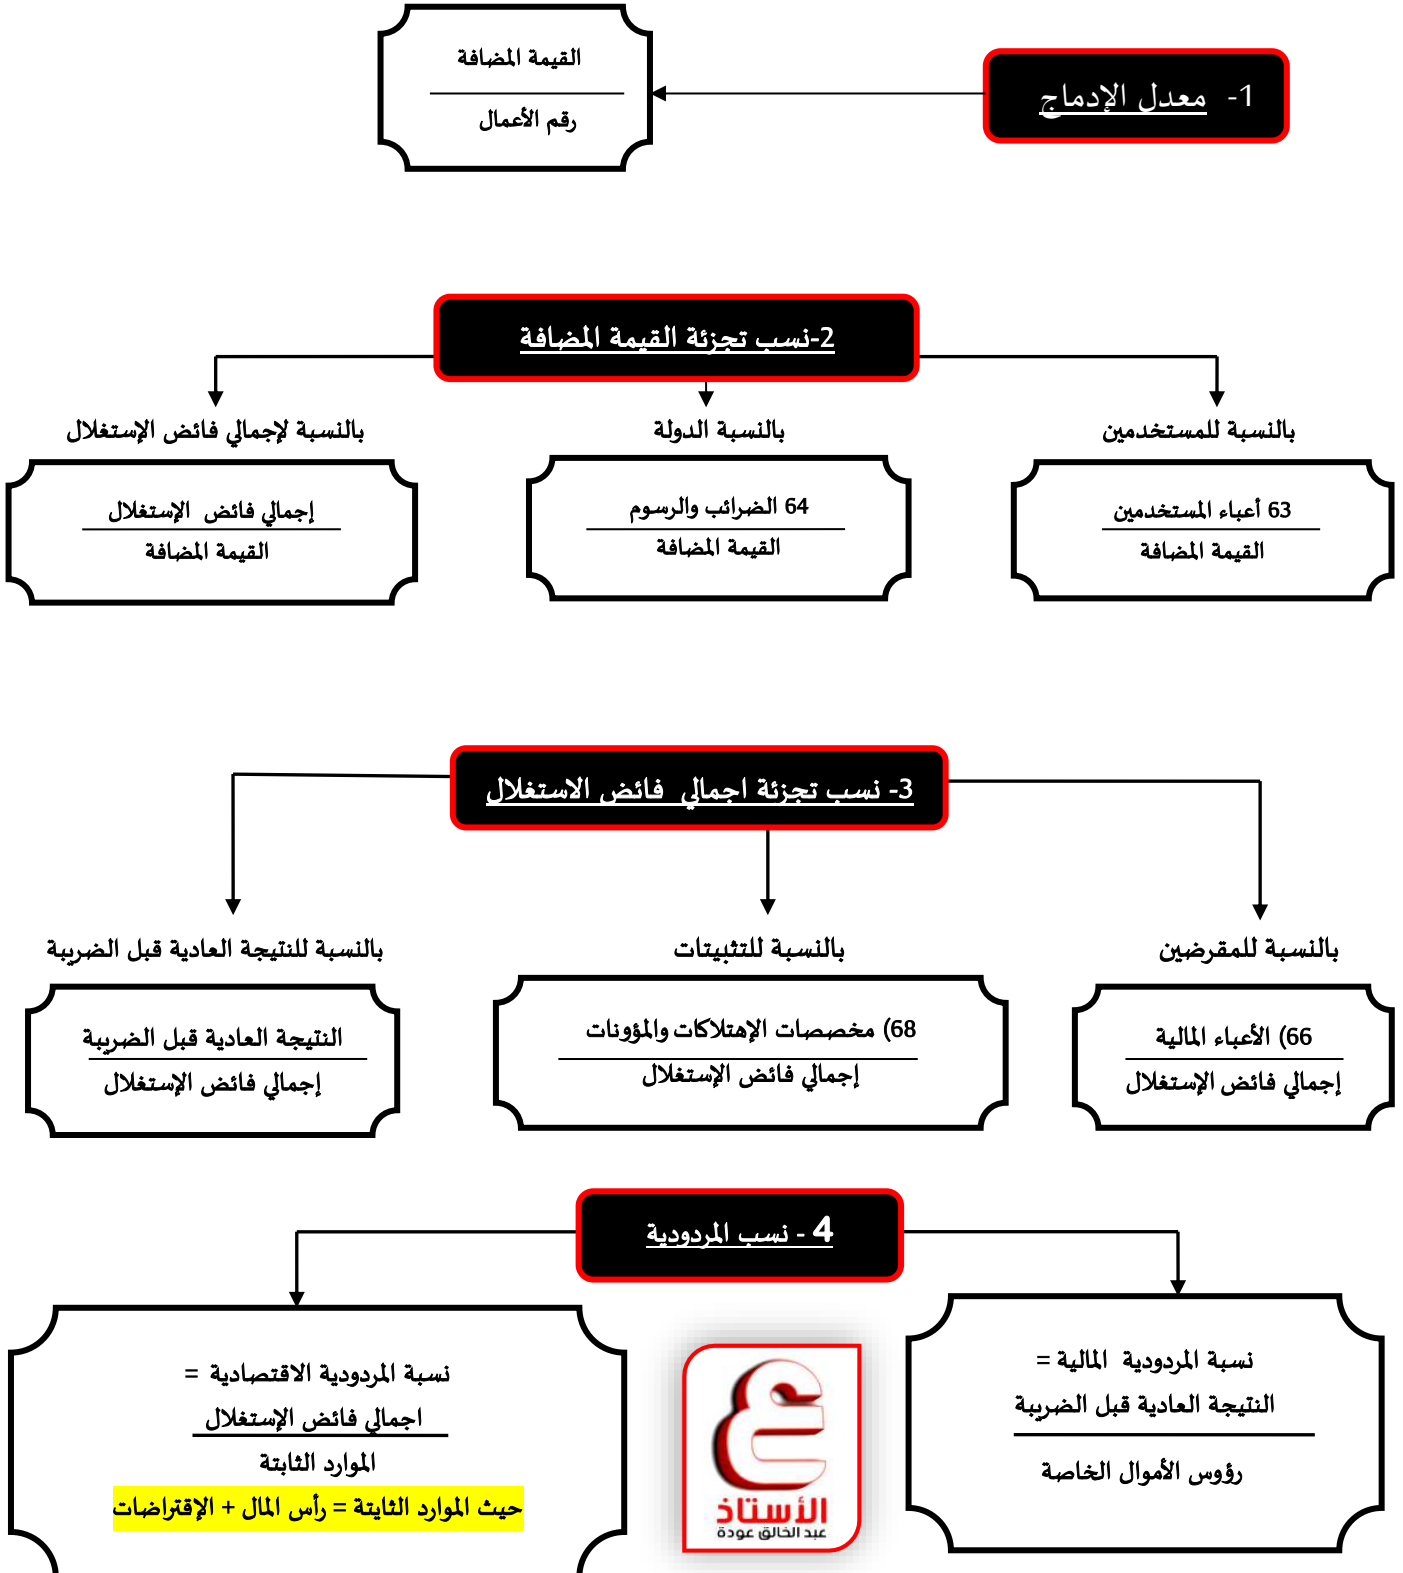 1- معدل الإدماج
القيمة المضافة
رقم الأعمال
2-نسب تجزئة القيمة المضافة
بالنسبة للمستخدمين
63 أعباء المستخدمين
القيمة المضافة
بالنسبة الدولة
64 الضرائب والرسوم
القيمة المضافة
بالنسبة لإجمالي فائض الإستغلال
إجمالي فائض الإستغلال
القيمة المضافة
3- نسب تجزئة اجمالي فائض الاستغلال
بالنسبة للمقرضين
66) الأعباء المالية
إجمالي فائض الإستغلال
بالنسبة للتثبيتات
68) مخصصات الإهتلاكات والمؤونات
إجمالي فائض الإستغلال
بالنسبة للنتيجة العادية قبل الضريبة
النتيجة العادية قبل الضريبة
إجمالي فائض الإستغلال
4 - نسب المردودية
نسبة المردودية المالية =
النتيجة العادية قبل الضريبة
رؤوس الأموال الخاصة
نسبة المردودية الاقتصادية =
اجمالي فائض الإستغلال
الموارد الثابتة
حيث الموارد الثايتة = رأس المال + الإقتراضات
ع
الأستاذ
عبد الخالق عودة